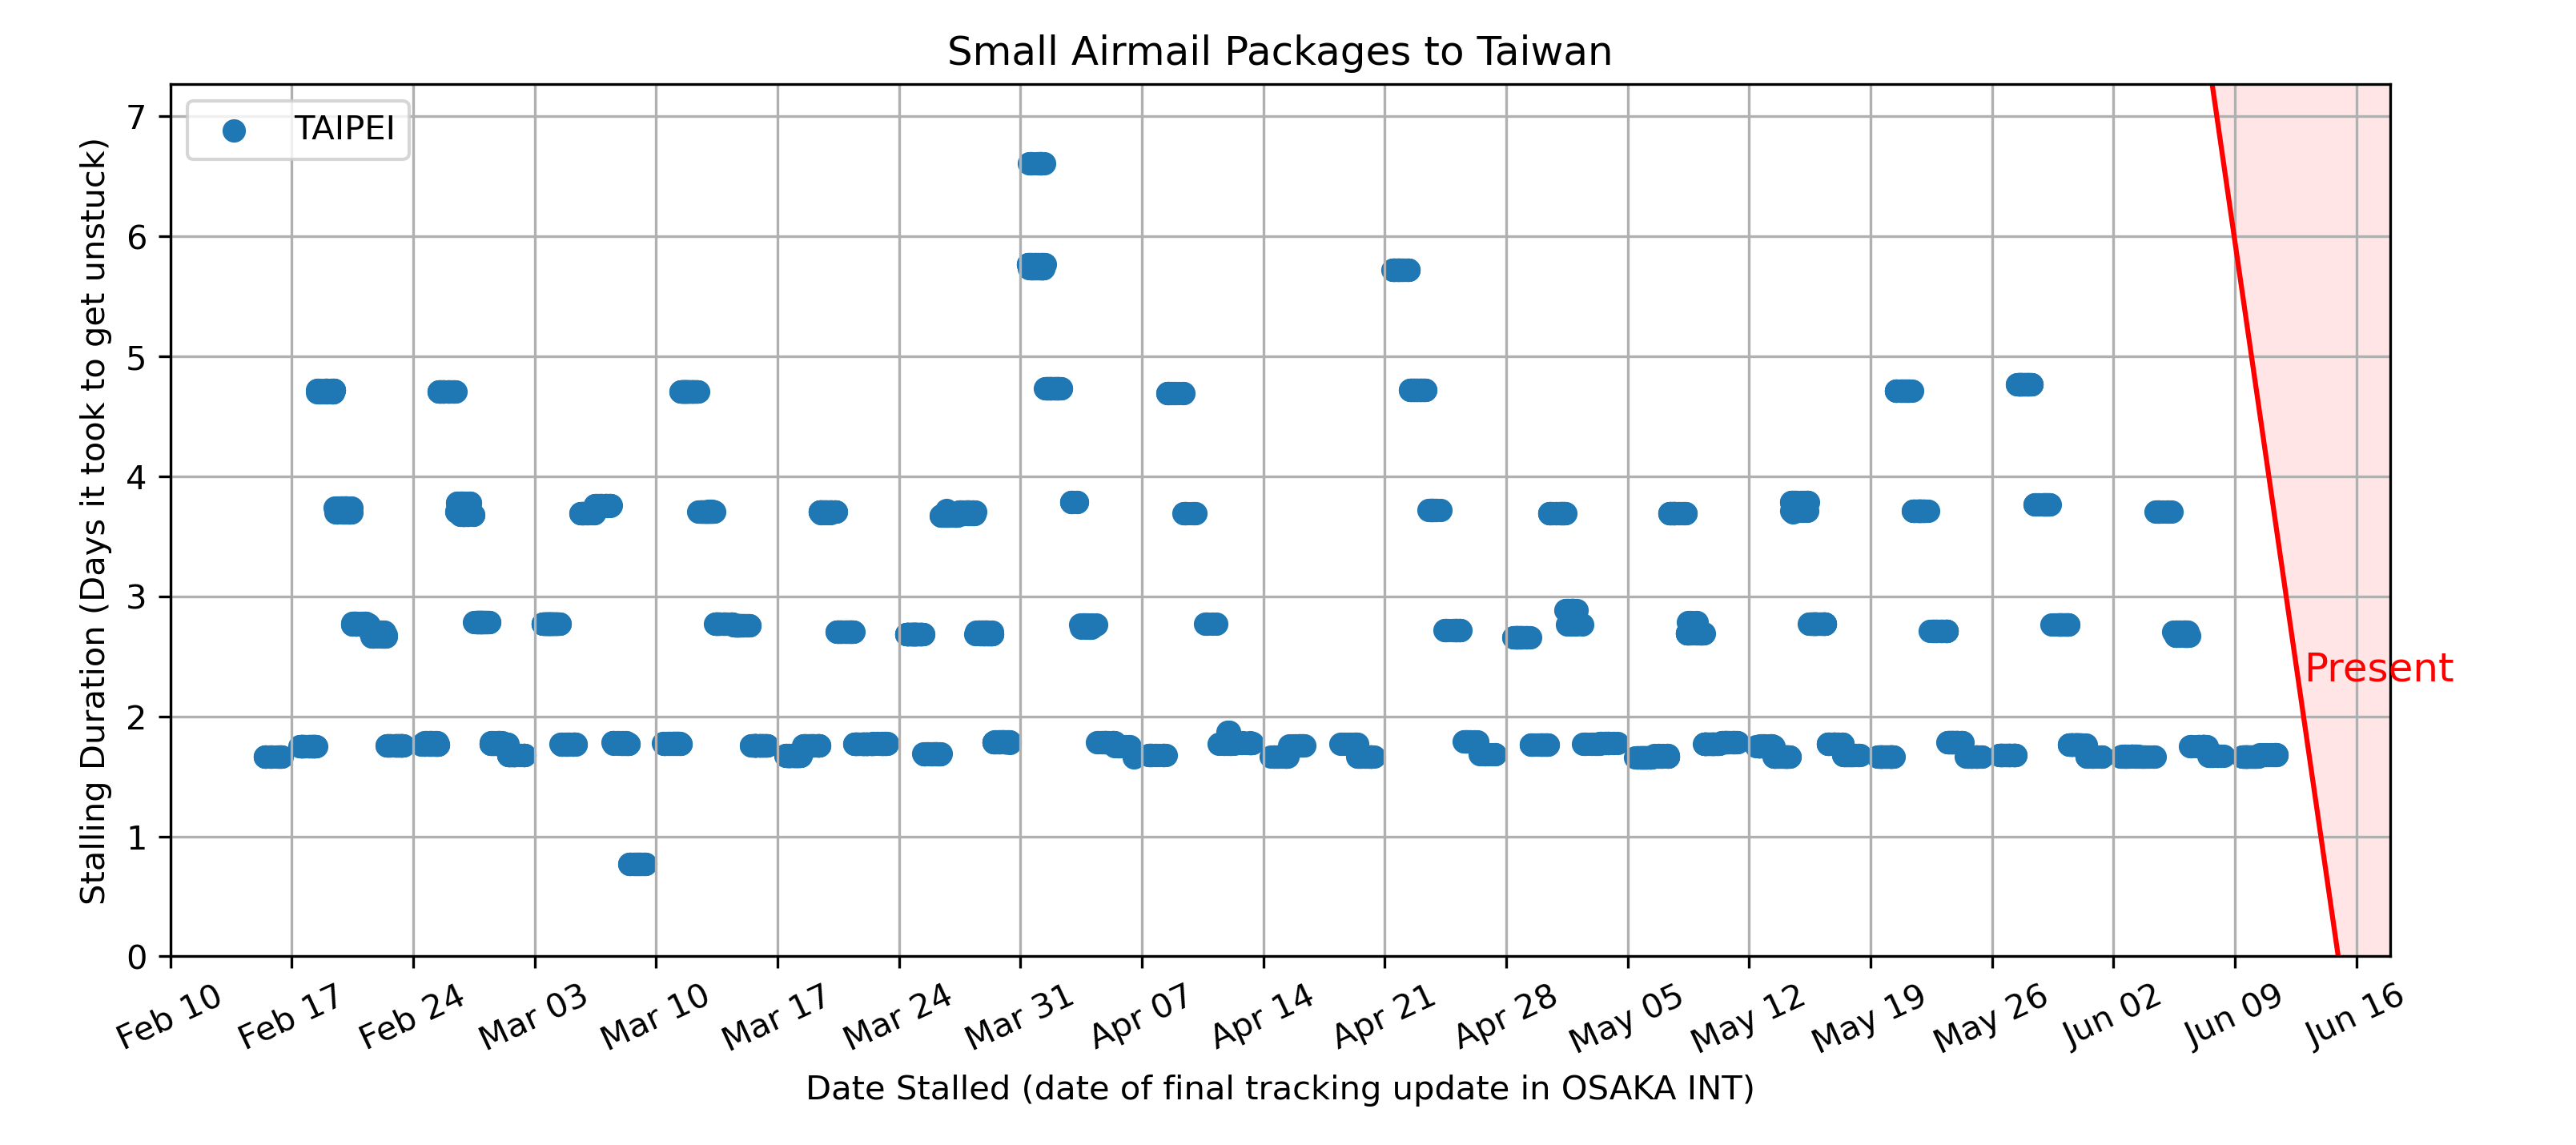 Small Airmail Packages to Taiwan
TAIPEI
Stalling Duration (Days it took to get unstuck)
7
6
5
4
3
2
1
0
Present
Feb 10
Feb 17
Feb 24
Mar 03
Mar 10
Mar 17
Mar 24
Mar 31
Apr 07
Apr 14
Apr 21
Apr 28
May 05
May 12
May 19
May 26
Jun 02
Jun 09
Jun 16
Date Stalled (date of final tracking update in OSAKA INT)